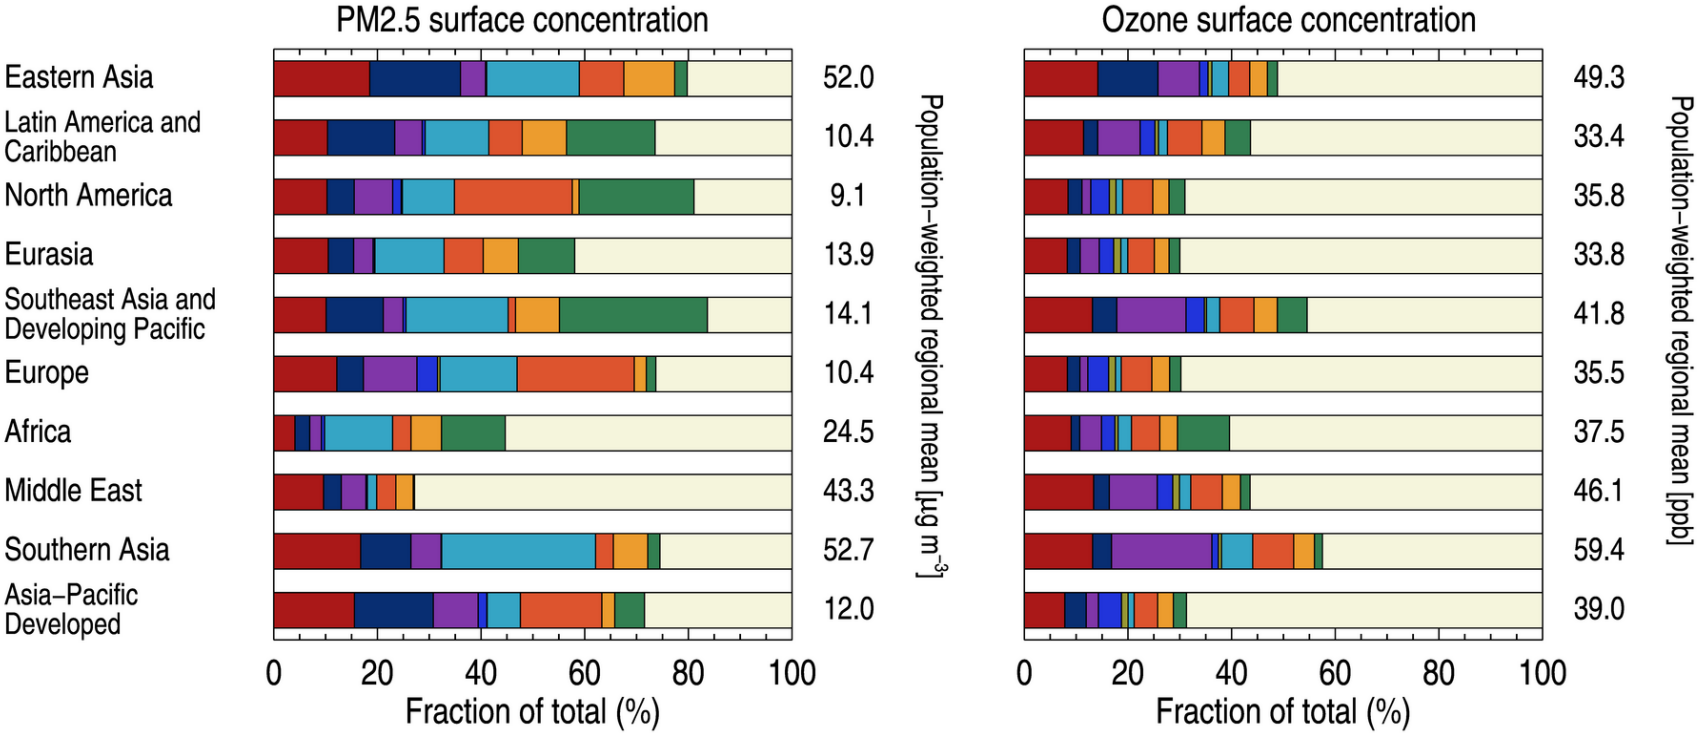 PM2.5 surface concentration
Eastern Asia
52.0
Latin America and
Caribbean
10.4
North America
9.1
Eurasia
13.9
Southeast Asia and
Developing Pacific
14.1
Europe
10.4
Africa
24.5
Middle East
43.3
Southern Asia
52.7
Asia−Pacific
Developed
12.0
0 20 40 60 80 100
Fraction of total (%)
Population−weighted regional mean [µg m⁻³]
Ozone surface concentration
49.3
33.4
35.8
33.8
41.8
35.5
37.5
46.1
59.4
39.0
0 20 40 60 80 100
Fraction of total (%)
Population−weighted regional mean [ppb]